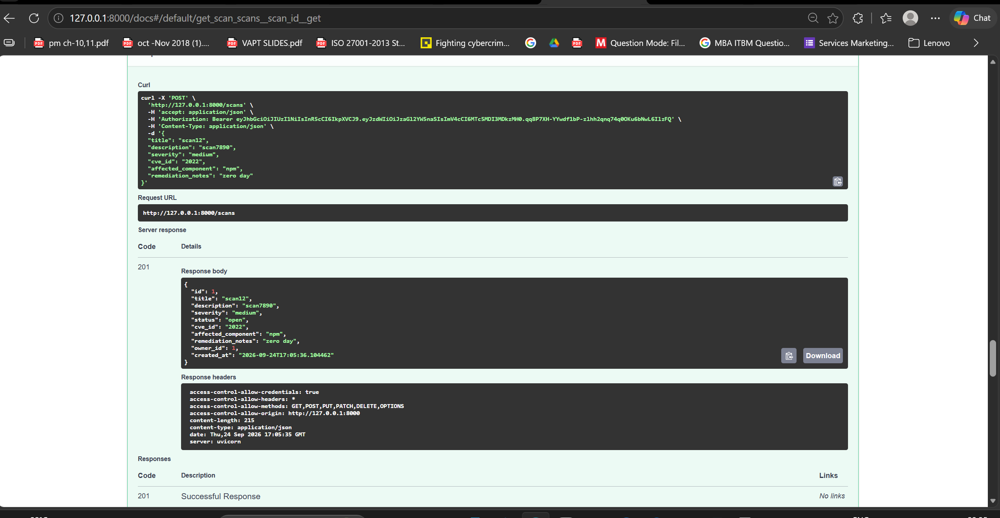 127.0.0.1:8000/docs#/default/get_scan_scans__scan_id__get
Chat
pm ch-10,11.pdf
oct -Nov 2018 (1)....
VAPT SLIDES.pdf
ISO 27001-2013 St...
Fighting cybercrim...
Question Mode: Fil...
MBA ITBM Questio...
Services Marketing...
Lenovo
Curl
curl -X 'POST' \
'http://127.0.0.1:8000/scans' \
-H 'accept: application/json' \
-H 'Authorization: Bearer eyJhbGciOiJIUzI1NiIsInR5cCI6IkpXVCJ9.eyJzdWIiOiJzaGl2YW5naSIsImV4cCI6MTc5MDI3MDkzMH0.qq8P7XH-YYwdf1bP-zlhh2qnq74q0OKu6bNwL6IlzFQ' \
-H 'Content-Type: application/json' \
-d '{
"title": "scan12",
"description": "scan7890",
"severity": "medium",
"cve_id": "2022",
"affected_component": "npm",
"remediation_notes": "zero day"
}'
Request URL
http://127.0.0.1:8000/scans
Server response
Code Details
201
Response body
{
"id": 1,
"title": "scan12",
"description": "scan7890",
"severity": "medium",
"status": "open",
"cve_id": "2022",
"affected_component": "npm",
"remediation_notes": "zero day",
"owner_id": 1,
"created_at": "2026-09-24T17:05:36.104462"
}
Download
Response headers
access-control-allow-credentials: true
access-control-allow-headers: *
access-control-allow-methods: GET,POST,PUT,PATCH,DELETE,OPTIONS
access-control-allow-origin: http://127.0.0.1:8000
content-length: 215
content-type: application/json
date: Thu,24 Sep 2026 17:05:35 GMT
server: uvicorn
Responses
Code Description Links
201 Successful Response No links